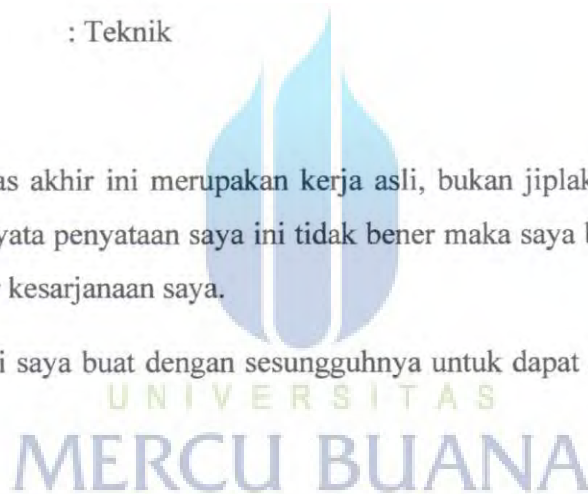 : Teknik
as akhir ini merupakan kerja asli, bukan jiplak
yata penyataan saya ini tidak bener maka saya b
kesarjanaan saya.
i saya buat dengan sesungguhnya untuk dapat
UNIVERSITAS
MERCU BUANA